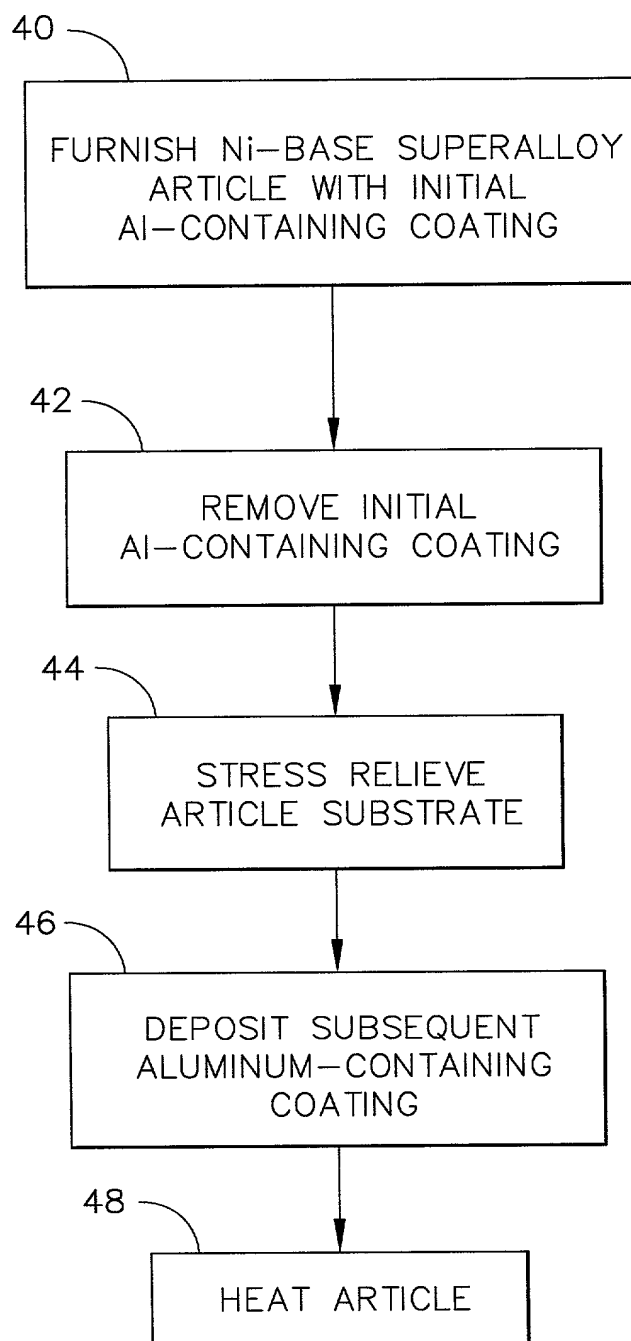 40
FURNISH Ni-BASE SUPERALLOY
ARTICLE WITH INITIAL
Al-CONTAINING COATING
42
REMOVE INITIAL
Al-CONTAINING COATING
44
STRESS RELIEVE
ARTICLE SUBSTRATE
46
DEPOSIT SUBSEQUENT
ALUMINUM-CONTAINING
COATING
48
HEAT ARTICLE